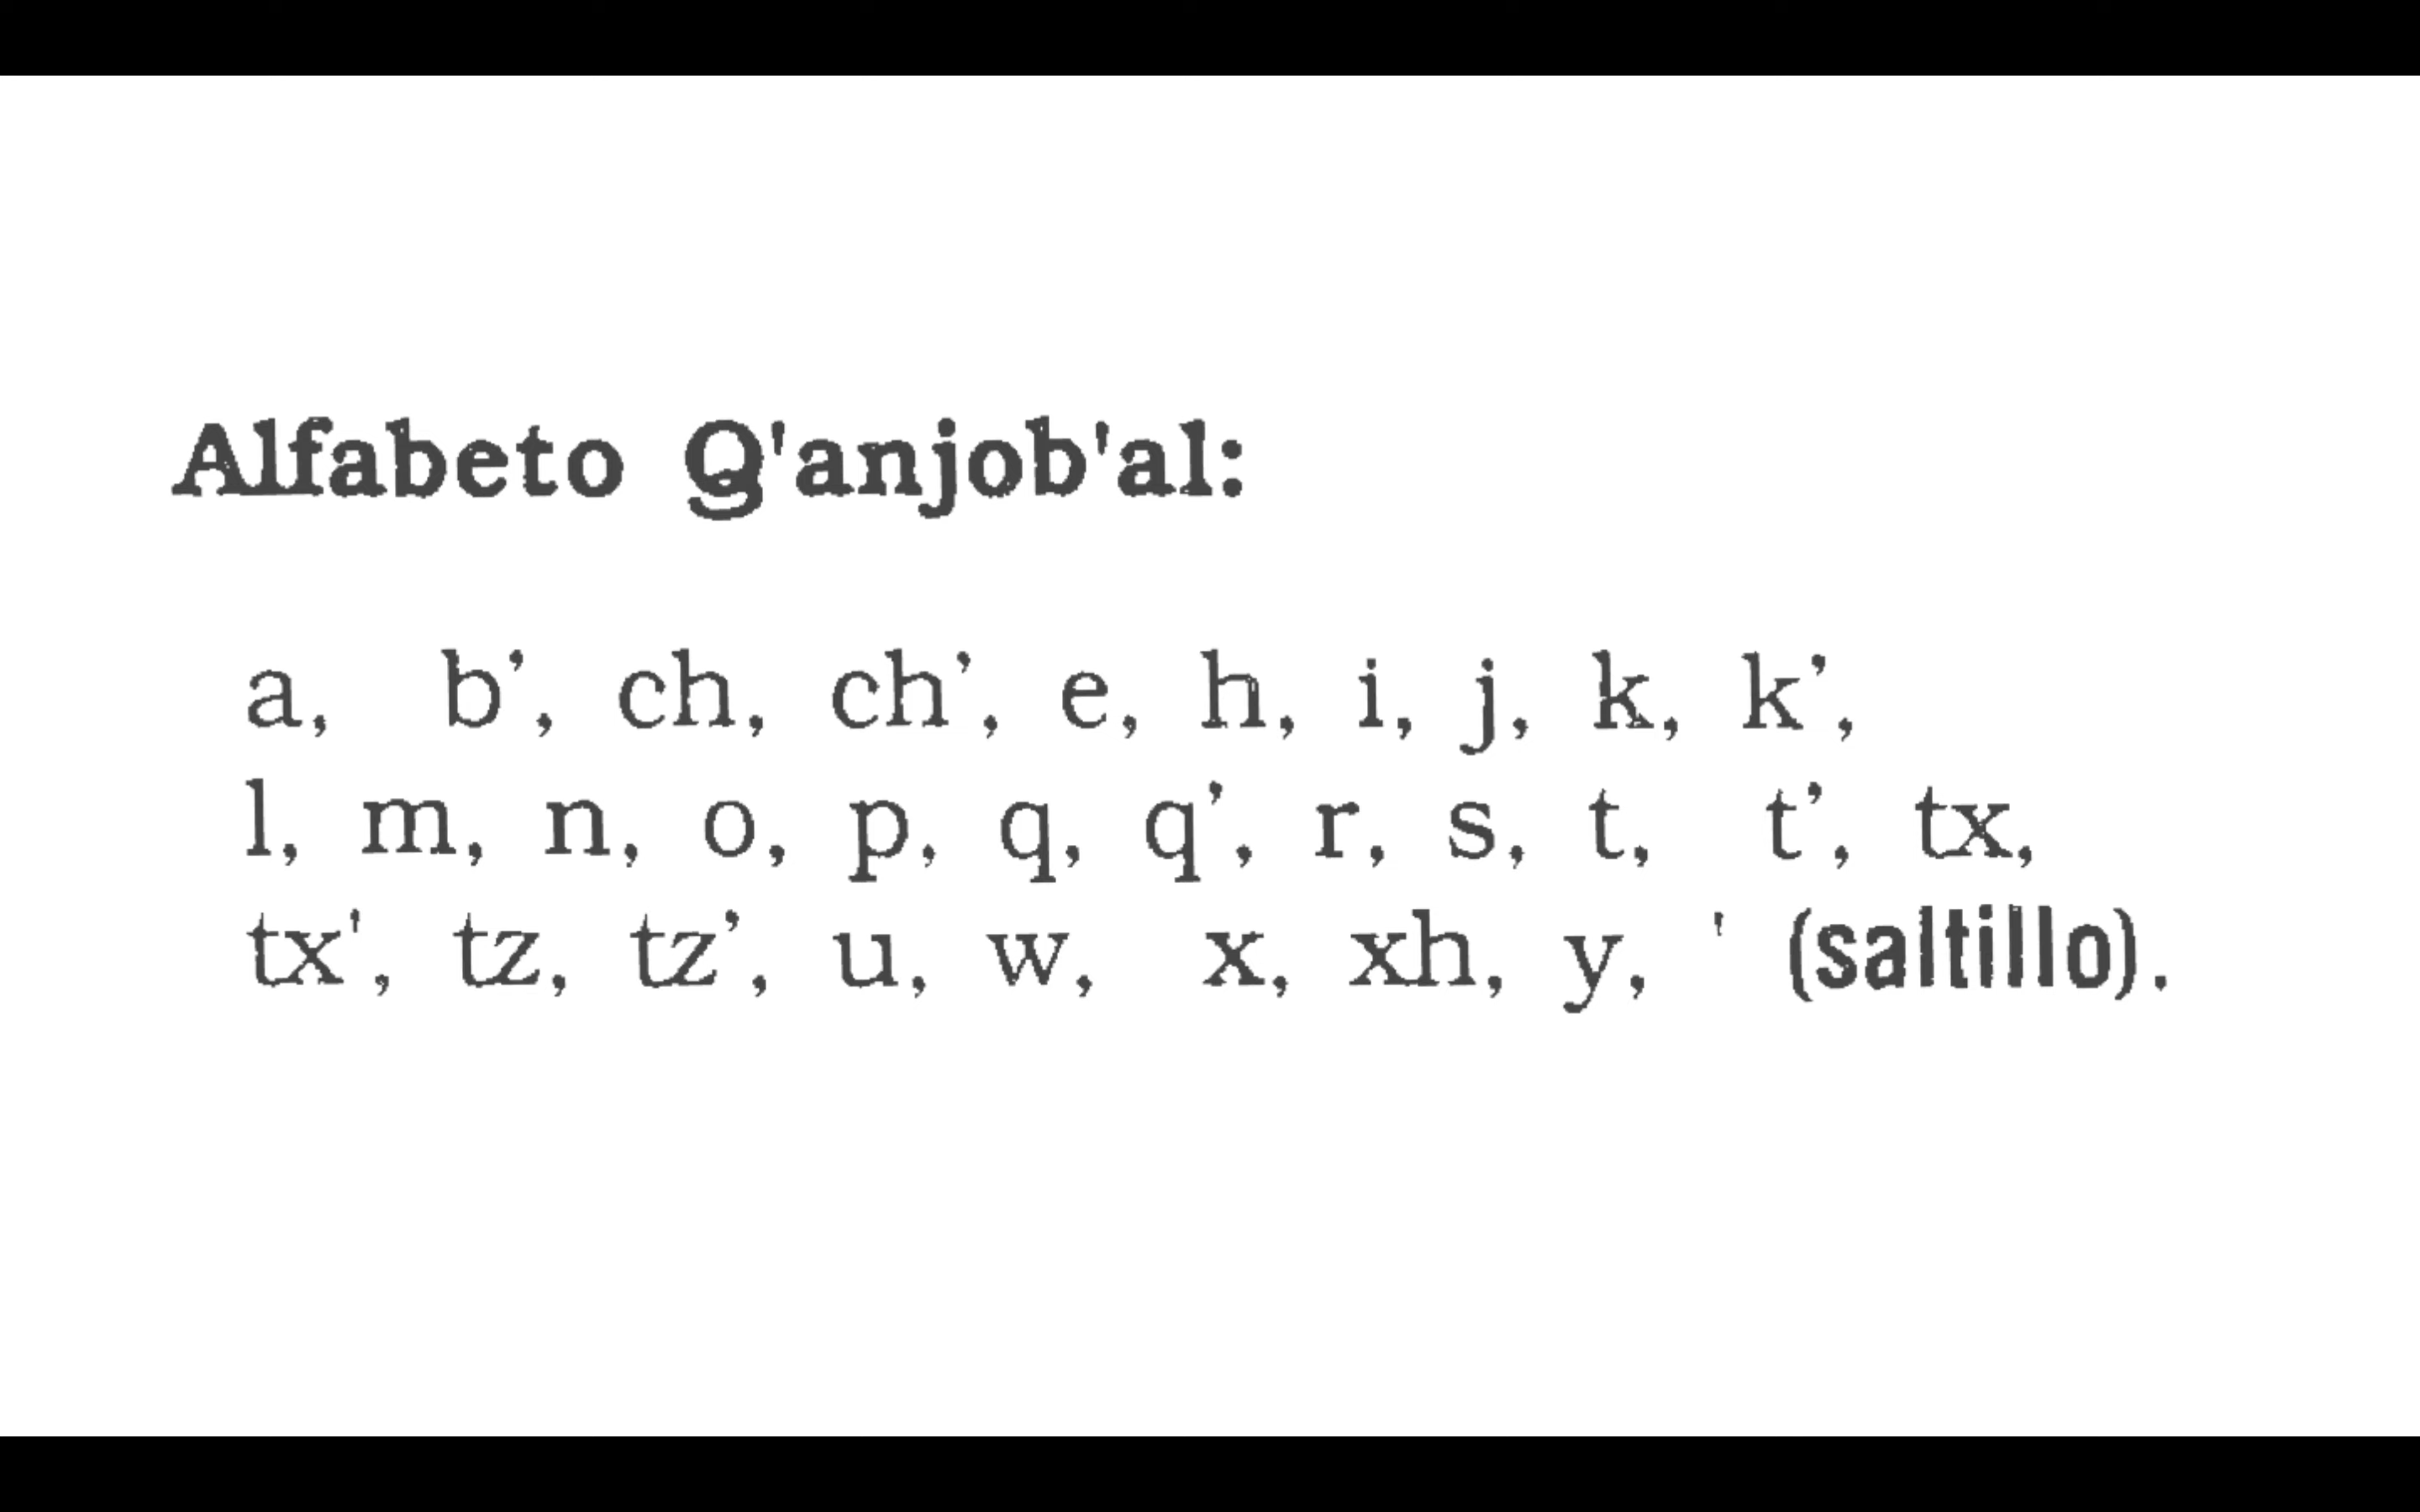 Alfabeto Q'anjob'al:
a, b’, ch, ch’, e, h, i, j, k, k’,
l, m, n, o, p, q, q’, r, s, t, t’, tx,
tx', tz, tz’, u, w, x, xh, y, ' (saltillo).